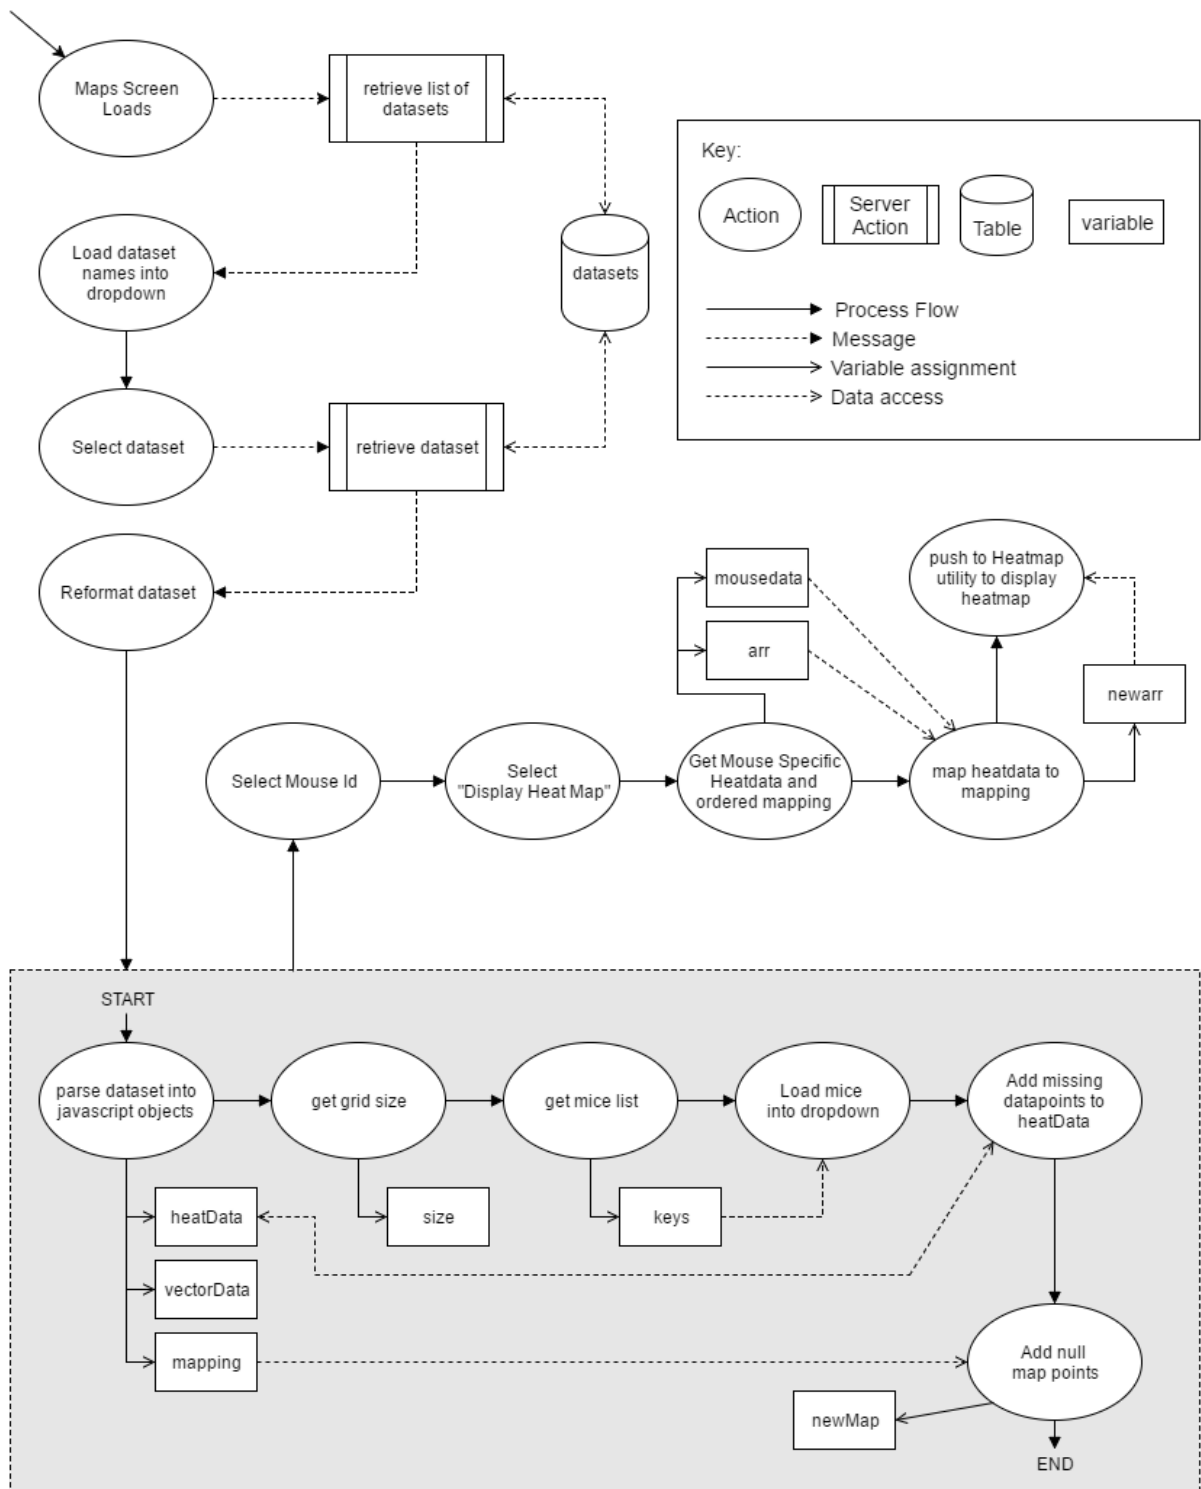 Maps Screen
Loads
retrieve list of
datasets
Key:
Action
Server
Action
Table
variable
Process Flow
Message
Variable assignment
Data access
Load dataset
names into
dropdown
datasets
Select dataset
retrieve dataset
Reformat dataset
mousedata
arr
push to Heatmap
utility to display
heatmap
newarr
Select Mouse Id
Select
"Display Heat Map"
Get Mouse Specific
Heatdata and
ordered mapping
map heatdata to
mapping
START
parse dataset into
javascript objects
get grid size
get mice list
Load mice
into dropdown
Add missing
datapoints to
heatData
heatData
size
keys
vectorData
mapping
Add null
map points
newMap
END